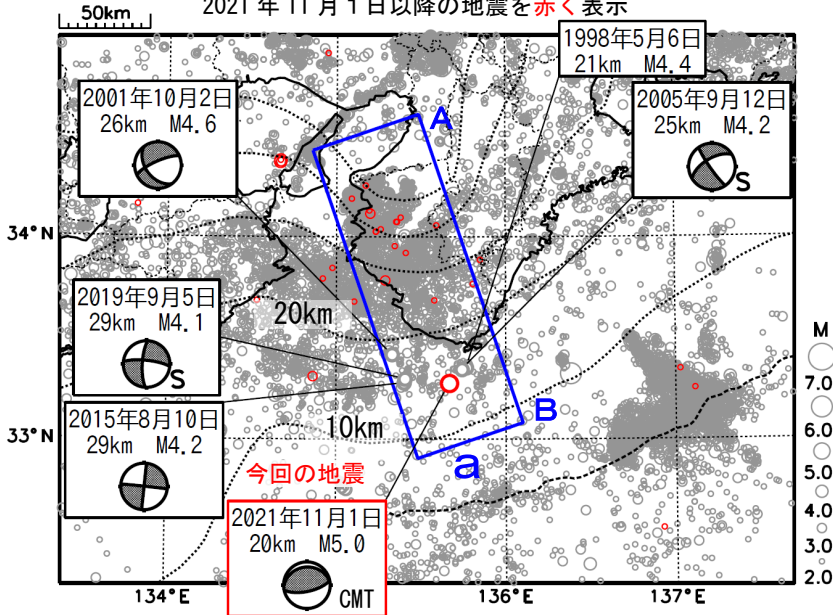 2021 年 11 月 1 日以降の地震を赤く表示
50km
1998年5月6日
21km M4.4
2001年10月2日
26km M4.6
2005年9月12日
25km M4.2
S
A
34°N
2019年9月5日
29km M4.1
S
20km
M
7.0
6.0
5.0
4.0
3.0
2.0
2015年8月10日
29km M4.2
33°N
10km
B
a
今回の地震
2021年11月1日
20km M5.0
CMT
134°E
136°E
137°E